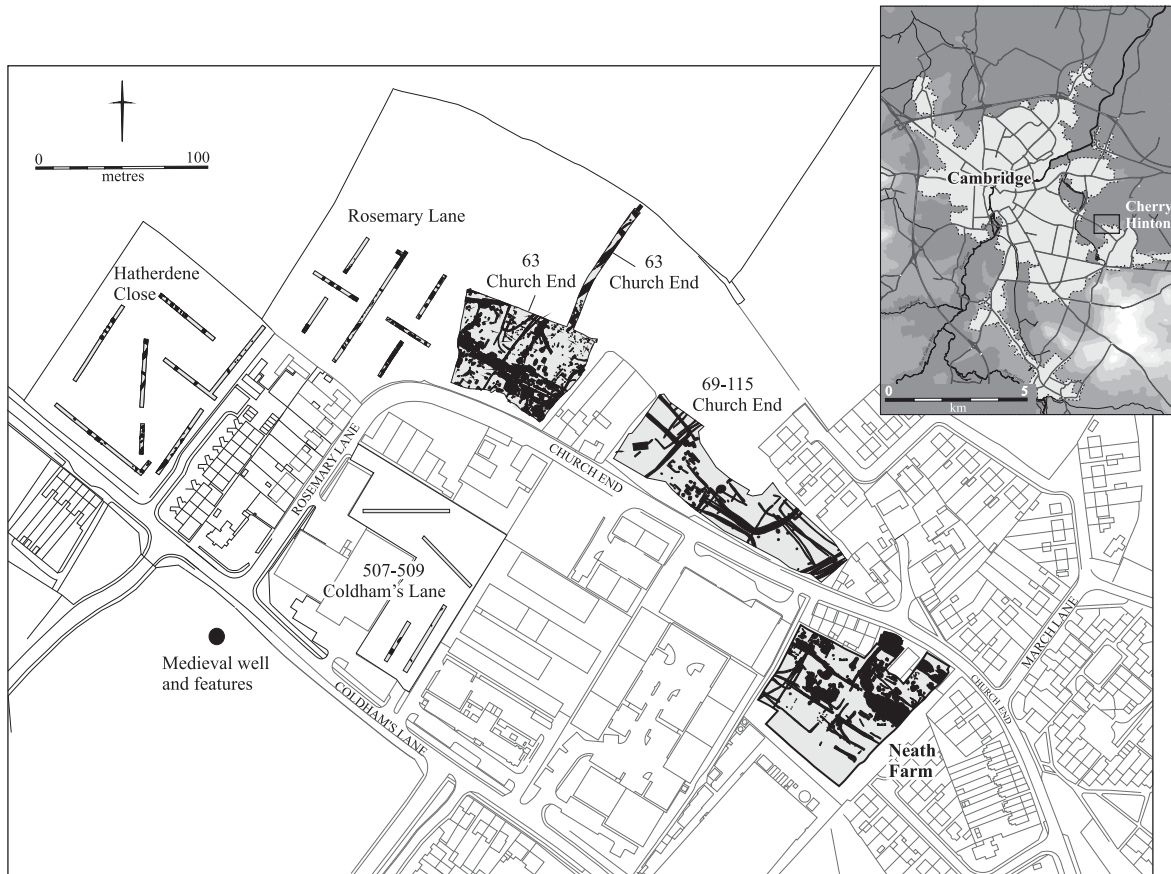 0 100
metres
Rosemary Lane
Hatherdene
Close
63
Church End
63
Church End
69-115
Church End
CHURCH END
ROSEMARY LANE
507-509
Coldham's Lane
Medieval well
and features
COLDHAM'S LANE
MARCH LANE
CHURCH END
Neath
Farm
Cambridge
Cherry
Hinton
0 5
km